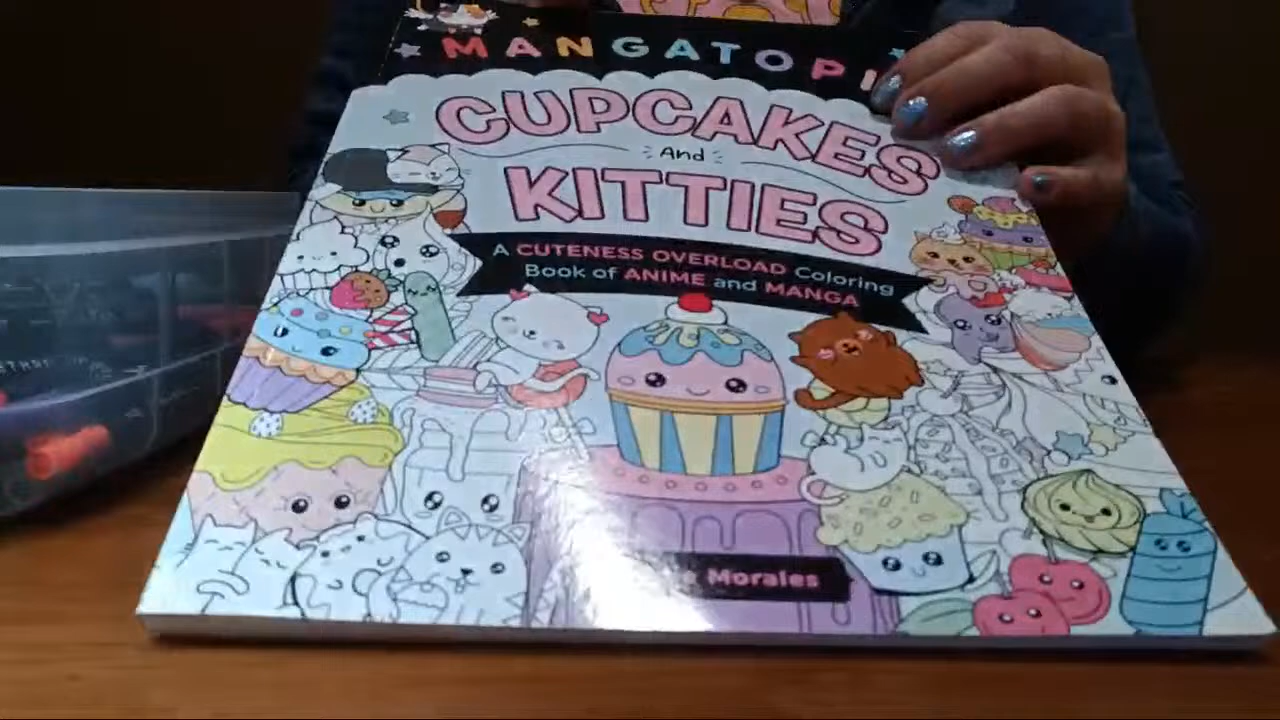 MANGATOPI
CUPCAKES
And
KITTIES
A CUTENESS OVERLOAD Coloring
Book of ANIME and MANGA
Morales